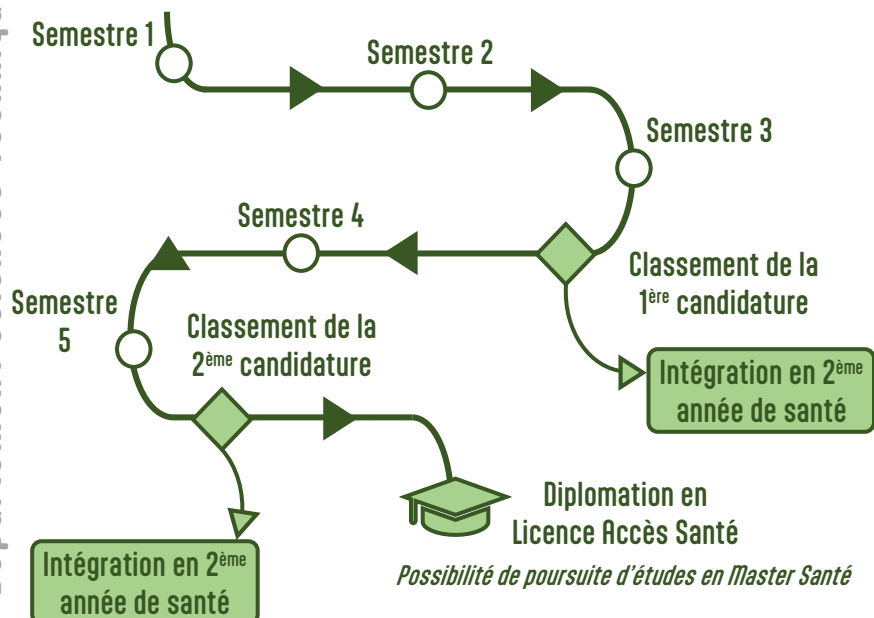 Semestre 1
Semestre 2
Semestre 3
Semestre 4
Classement de la
1ère candidature
Semestre
5
Classement de la
2ème candidature
Intégration en 2ème
année de santé
Diplomation en
Licence Accès Santé
Possibilité de poursuite d'études en Master Santé
Intégration en 2ème
année de santé